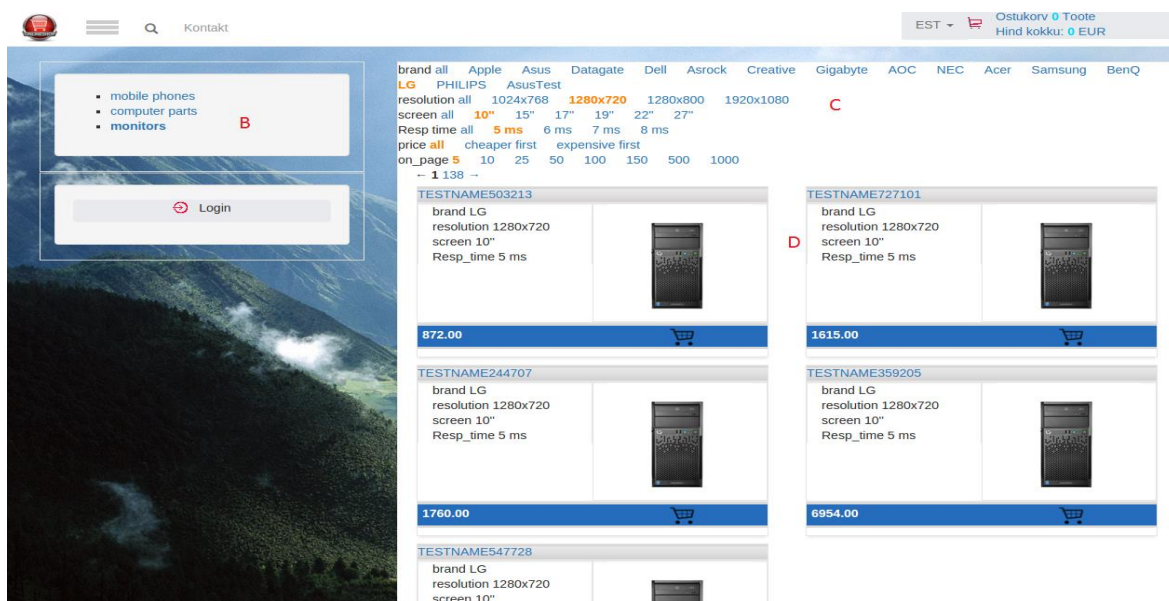 Kontakt
EST
Ostukorv 0 Toote
Hind kokku: 0 EUR
mobile phones
computer parts
monitors
B
Login
brand all Apple Asus Datagate Dell Asrock Creative Gigabyte AOC NEC Acer Samsung BenQ
LG PHILIPS AsusTest
resolution all 1024x768 1280x720 1280x800 1920x1080
C
screen all 10" 15" 17" 19" 22" 27"
Resp time all 5 ms 6 ms 7 ms 8 ms
price all cheaper first expensive first
on_page 5 10 25 50 100 150 500 1000
← 1 138 →
TESTNAME503213
brand LG
resolution 1280x720
screen 10"
Resp_time 5 ms
872.00
D
TESTNAME727101
brand LG
resolution 1280x720
screen 10"
Resp_time 5 ms
1615.00
TESTNAME244707
brand LG
resolution 1280x720
screen 10"
Resp_time 5 ms
1760.00
TESTNAME359205
brand LG
resolution 1280x720
screen 10"
Resp_time 5 ms
6954.00
TESTNAME547728
brand LG
resolution 1280x720
screen 10"